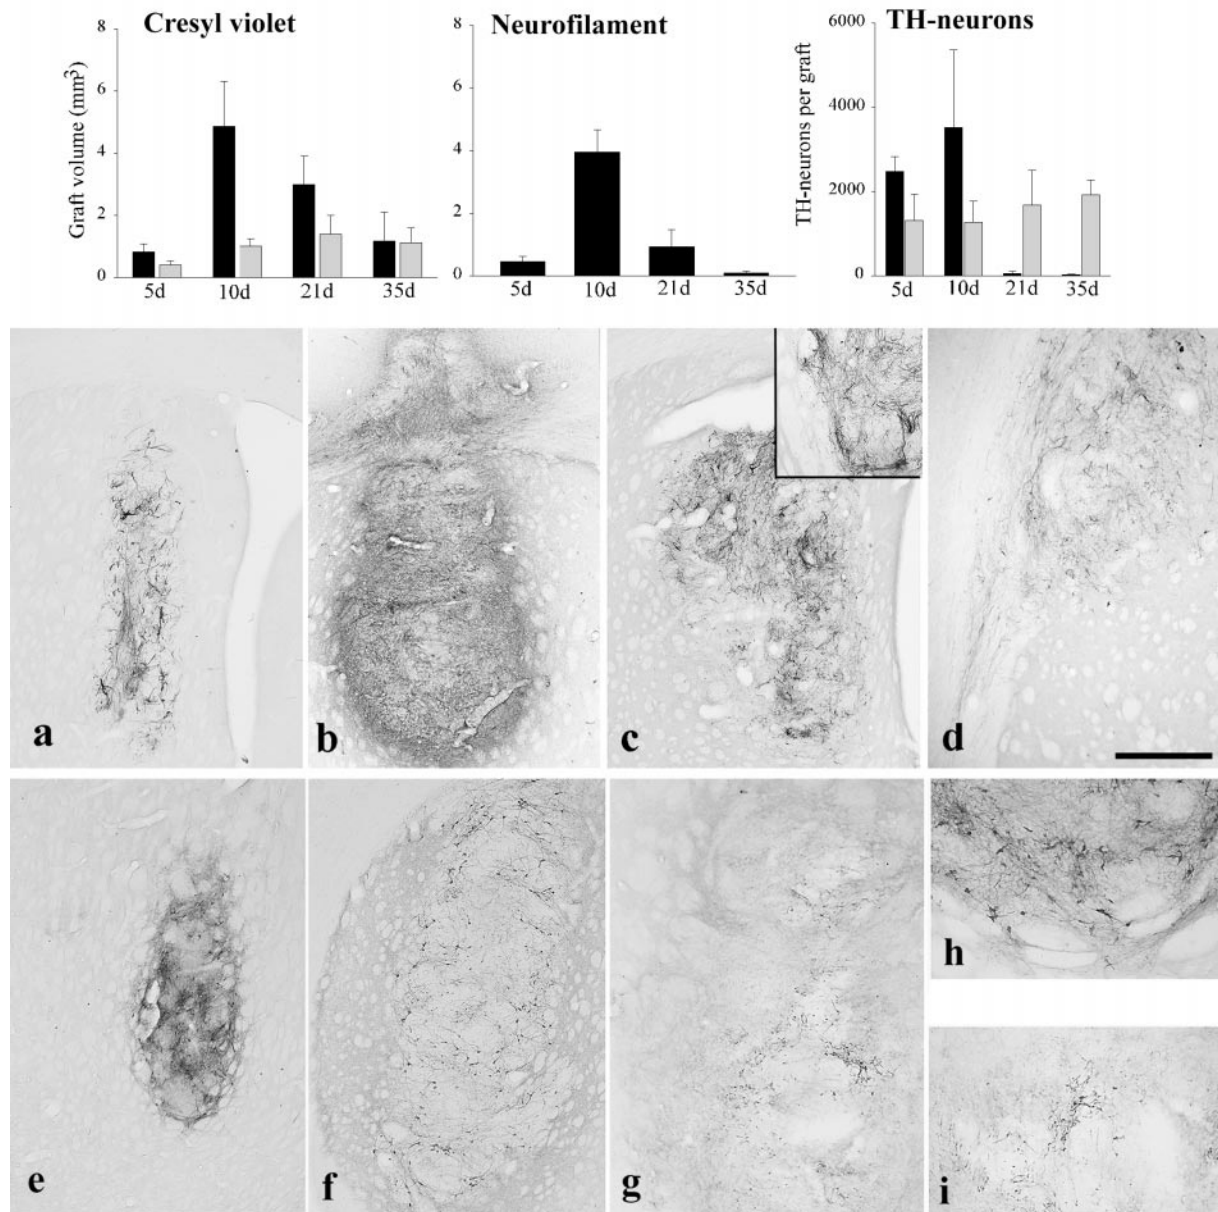 Cresyl violet
Neurofilament
TH-neurons
Graft volume (mm³)
8
6
4
2
0
5d
10d
21d
35d
8
6
4
2
0
5d
10d
21d
35d
TH-neurons per graft
6000
4000
2000
0
5d
10d
21d
35d
a
b
c
d
e
f
g
h
i